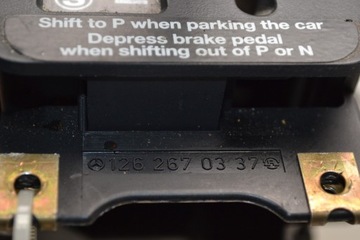 Shift to P when parking the car
Depress brake pedal
when shifting out of P or N
126 267 03 37